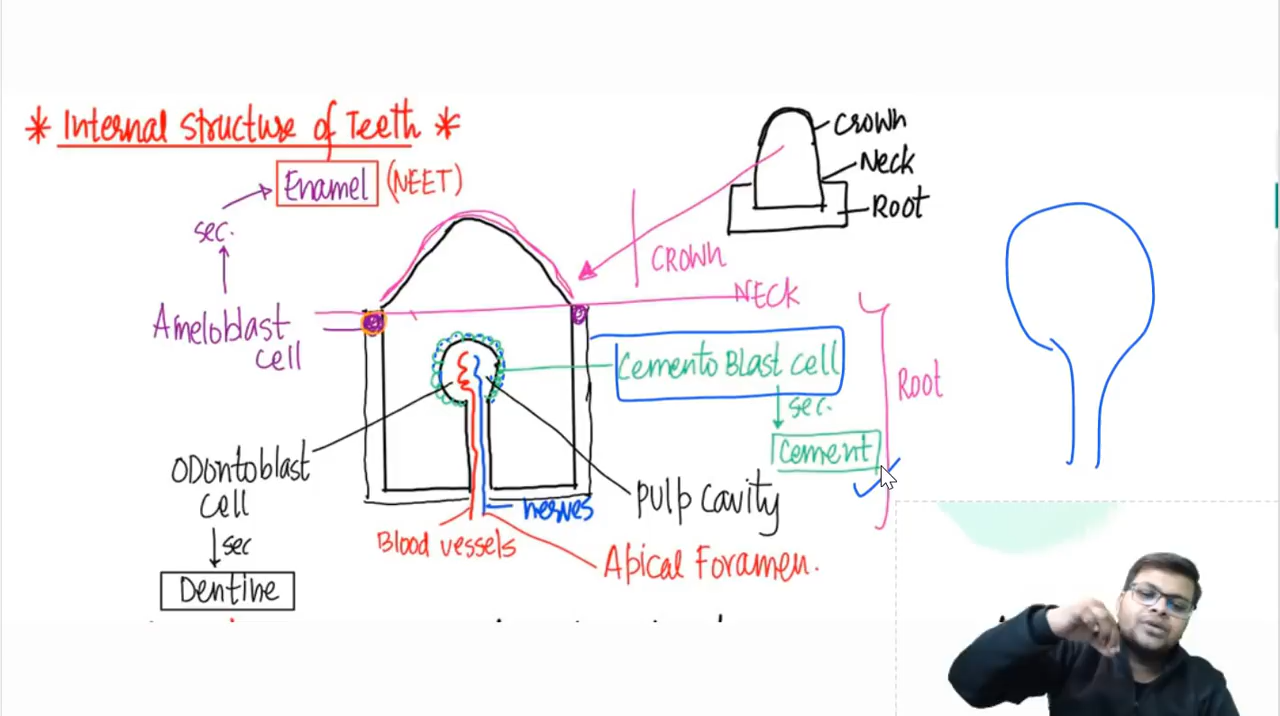 * Internal structure of Teeth *
Enamel (NEET)
sec.
Ameloblast
cell
Crown
Neck
Root
CROWN
NECK
Cemento Blast cell
sec.
Cement
Root
ODontoblast
cell
sec
Dentine
nerves
Pulp cavity
Blood vessels
Apical Foramen.